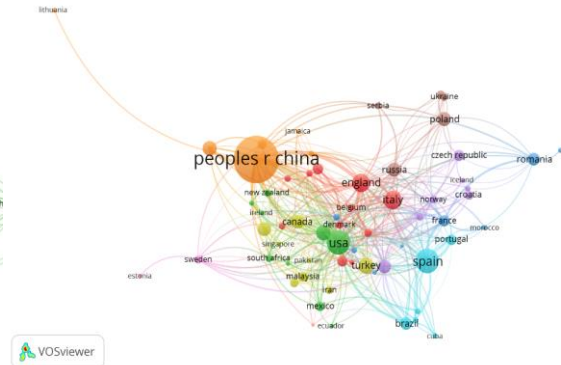 lithuania
ukraine
serbia
poland
jamaica
peoples r china
czech republic
romania
russia
england
iceland
new zealand
italy
norway
croatia
belgium
ireland
canada
denmark
france
morocco
usa
portugal
singapore
south africa
pakistan
sweden
turkey
spain
estonia
malaysia
iran
mexico
ecuador
brazil
cuba
VOSviewer